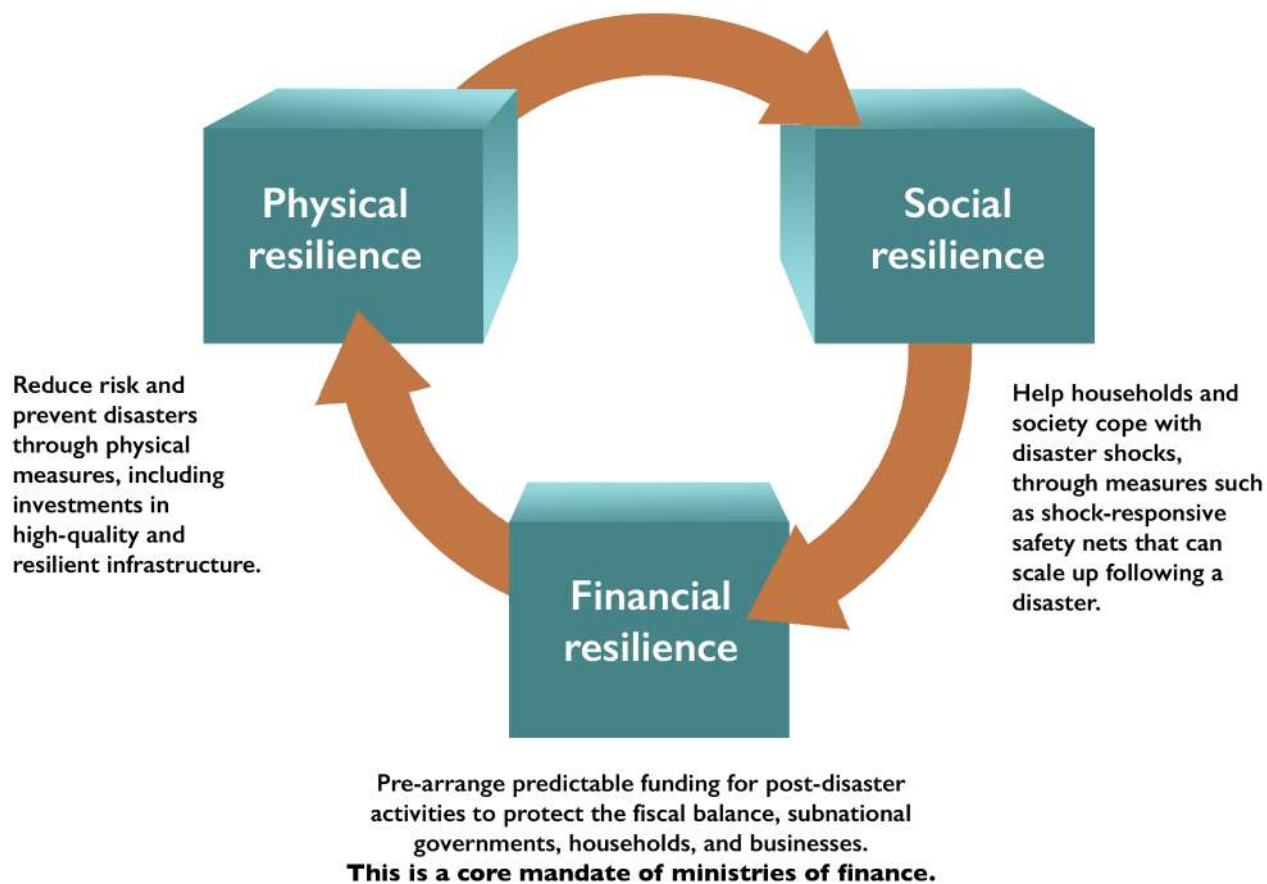 Physical
resilience
Social
resilience
Reduce risk and
prevent disasters
through physical
measures, including
investments in
high-quality and
resilient infrastructure.
Help households and
society cope with
disaster shocks,
through measures such
as shock-responsive
safety nets that can
scale up following a
disaster.
Financial
resilience
Pre-arrange predictable funding for post-disaster
activities to protect the fiscal balance, subnational
governments, households, and businesses.
This is a core mandate of ministries of finance.